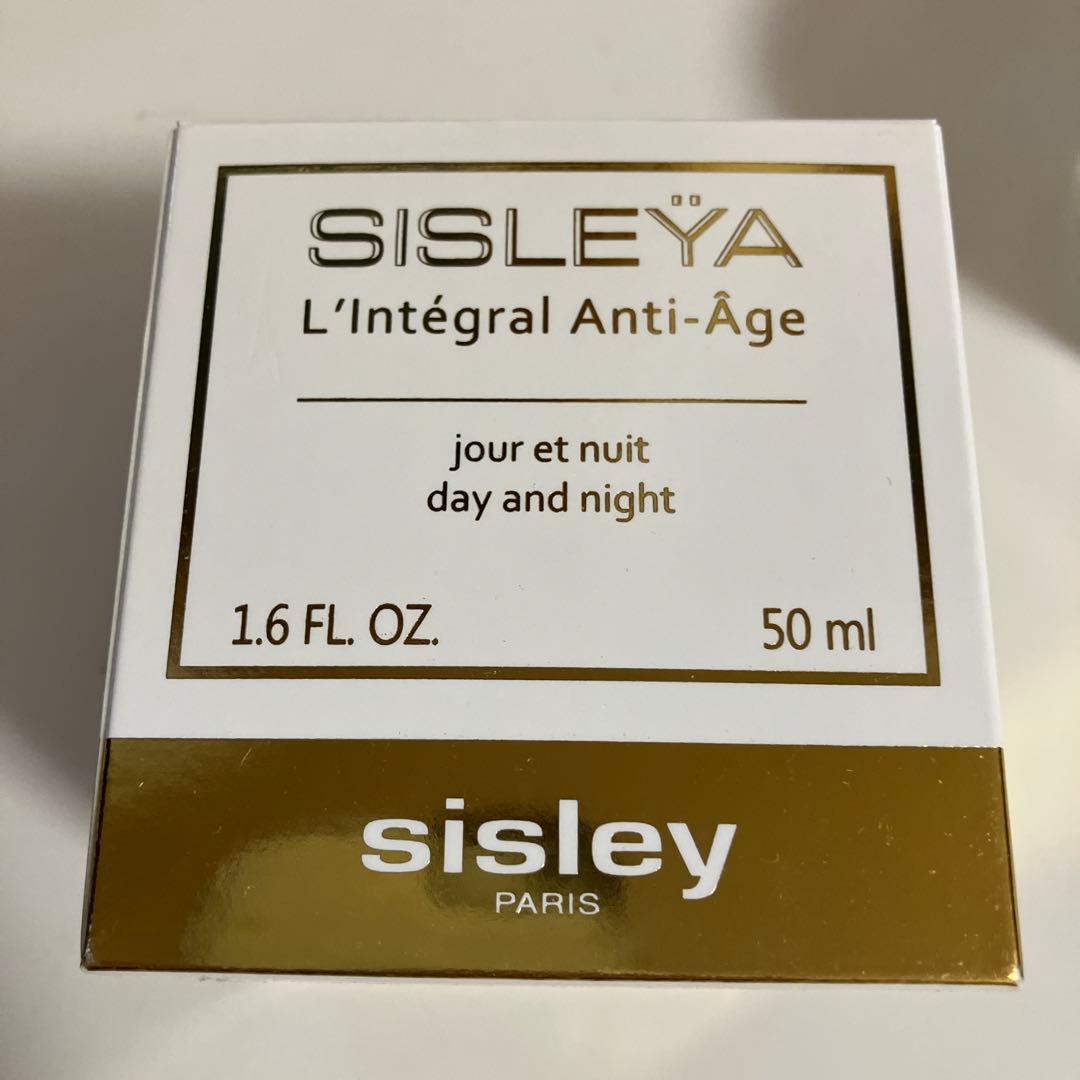 SISLEŸA
L'Intégral Anti-Âge
jour et nuit
day and night
1.6 FL. OZ. 50 ml
sisley
PARIS